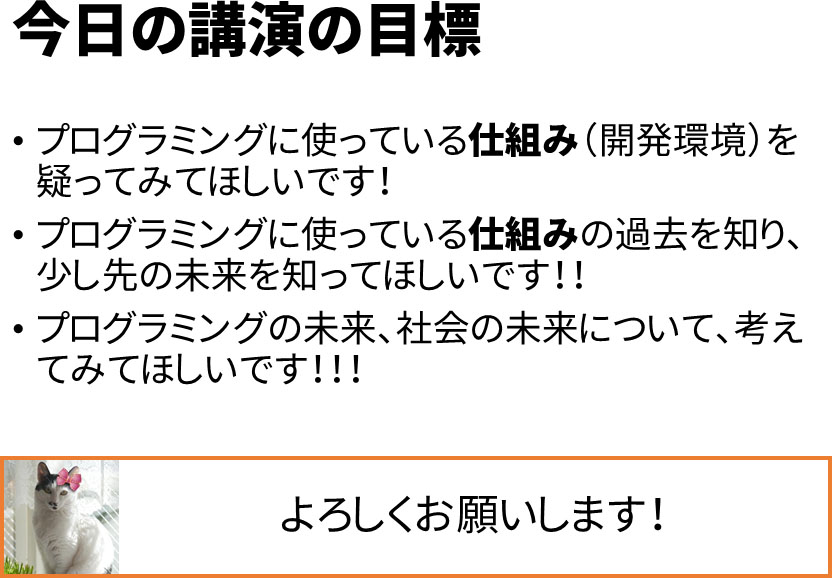 今日の講演の目標
• プログラミングに使っている仕組み（開発環境）を
疑ってみてほしいです！
• プログラミングに使っている仕組みの過去を知り、
少し先の未来を知ってほしいです！！
• プログラミングの未来、社会の未来について、考え
てみてほしいです！！！
よろしくお願いします！